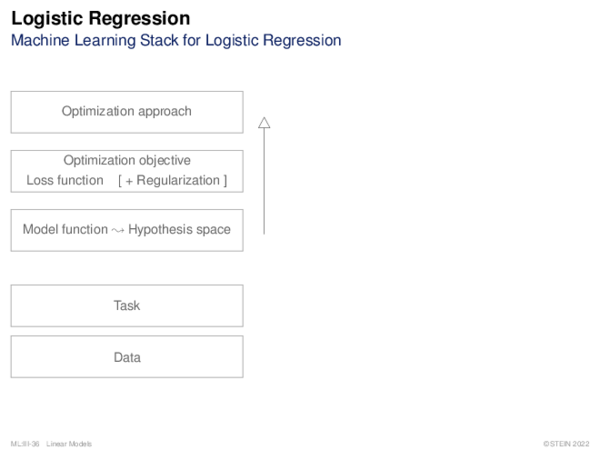 Logistic Regression
Machine Learning Stack for Logistic Regression
Optimization approach
Optimization objective
Loss function [ + Regularization ]
Model function ⤳ Hypothesis space
Task
Data
ML:III-36 Linear Models
©STEIN 2022